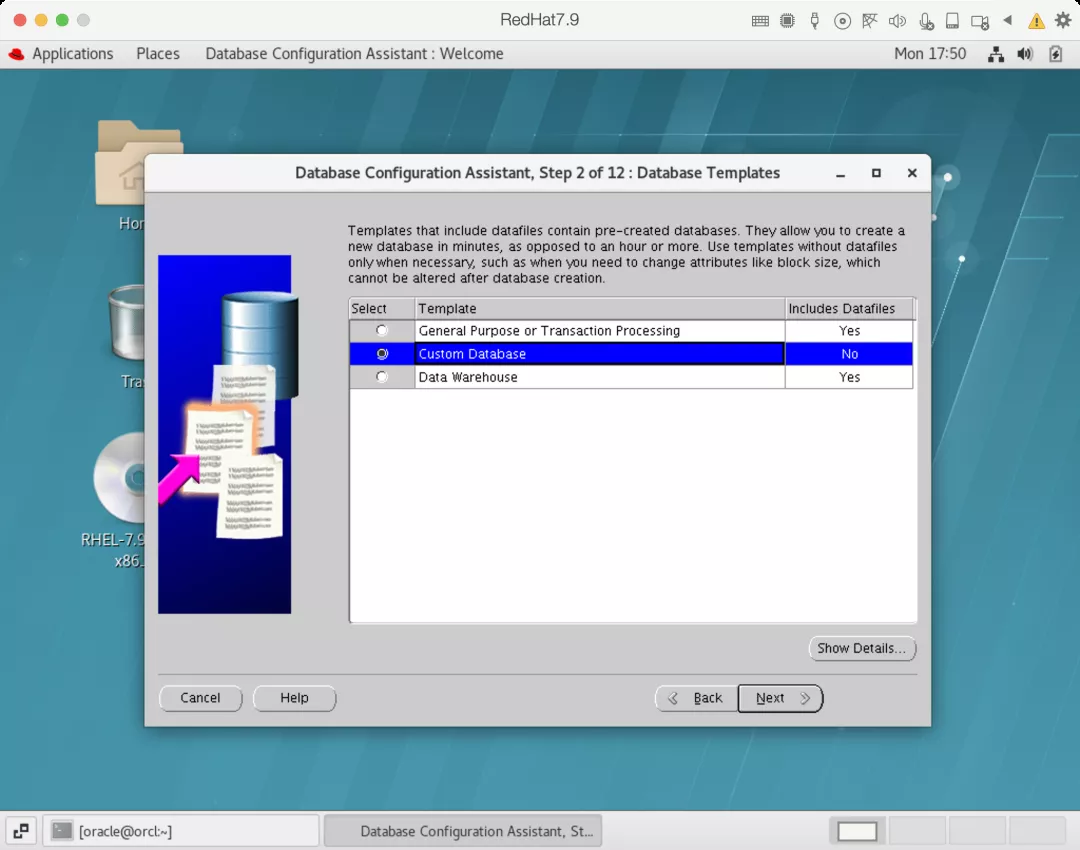 RedHat7.9
Applications Places Database Configuration Assistant : Welcome Mon 17:50
Hor
Tra
RHEL-7.9
x86_
Database Configuration Assistant, Step 2 of 12 : Database Templates
Templates that include datafiles contain pre-created databases. They allow you to create a
new database in minutes, as opposed to an hour or more. Use templates without datafiles
only when necessary, such as when you need to change attributes like block size, which
cannot be altered after database creation.
Select Template Includes Datafiles
General Purpose or Transaction Processing Yes
Custom Database No
Data Warehouse Yes
Show Details...
Cancel Help Back Next
[oracle@orcl:~] Database Configuration Assistant, St...